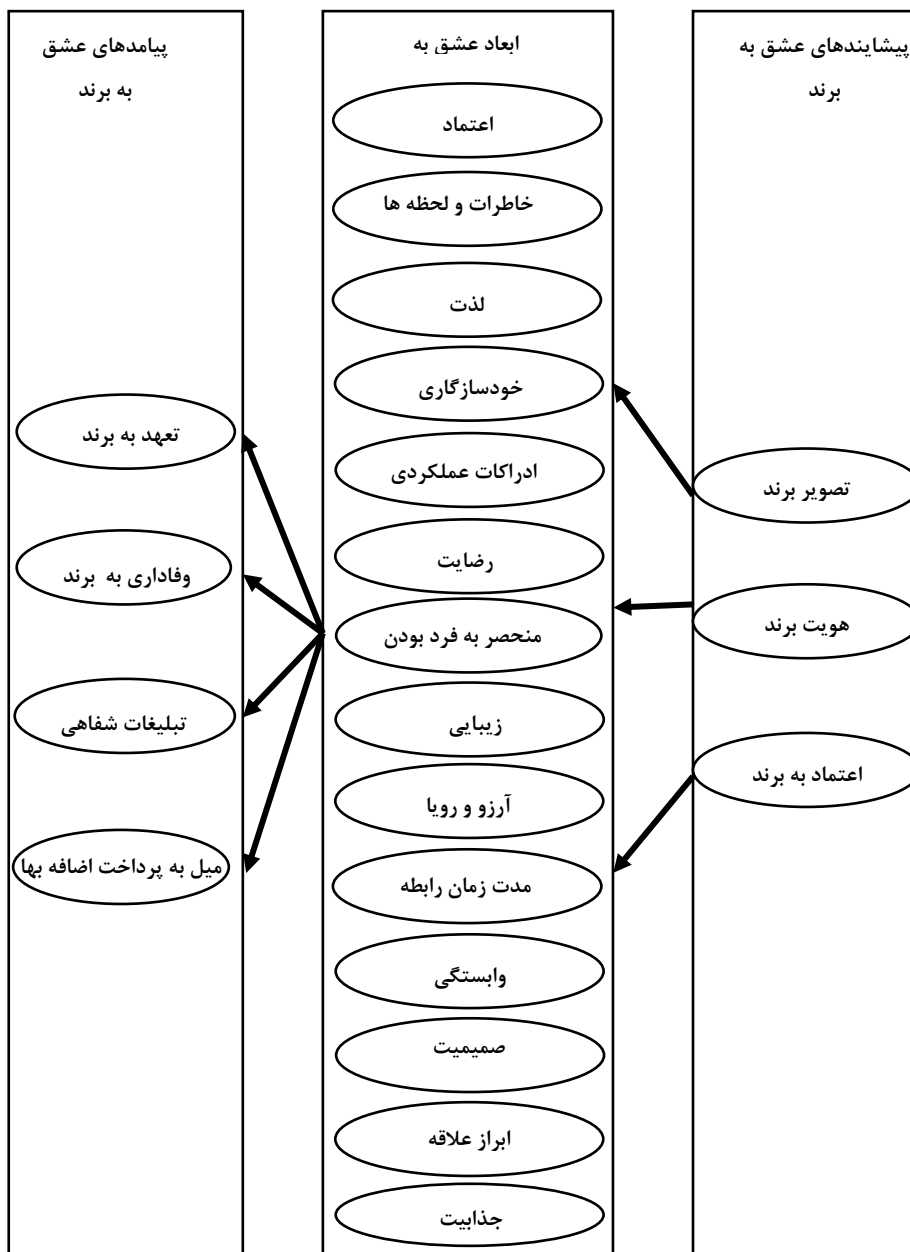 پیشایندهای عشق به
برند
تصویر برند
هویت برند
اعتماد به برند
ابعاد عشق به
اعتماد
خاطرات و لحظه ها
لذت
خودسازگاری
ادراکات عملکردی
رضایت
منحصر به فرد بودن
زیبایی
آرزو و رویا
مدت زمان رابطه
وابستگی
صمیمیت
ابراز علاقه
جذابیت
پیامدهای عشق
به برند
تعهد به برند
وفاداری به برند
تبلیغات شفاهی
میل به پرداخت اضافه بها